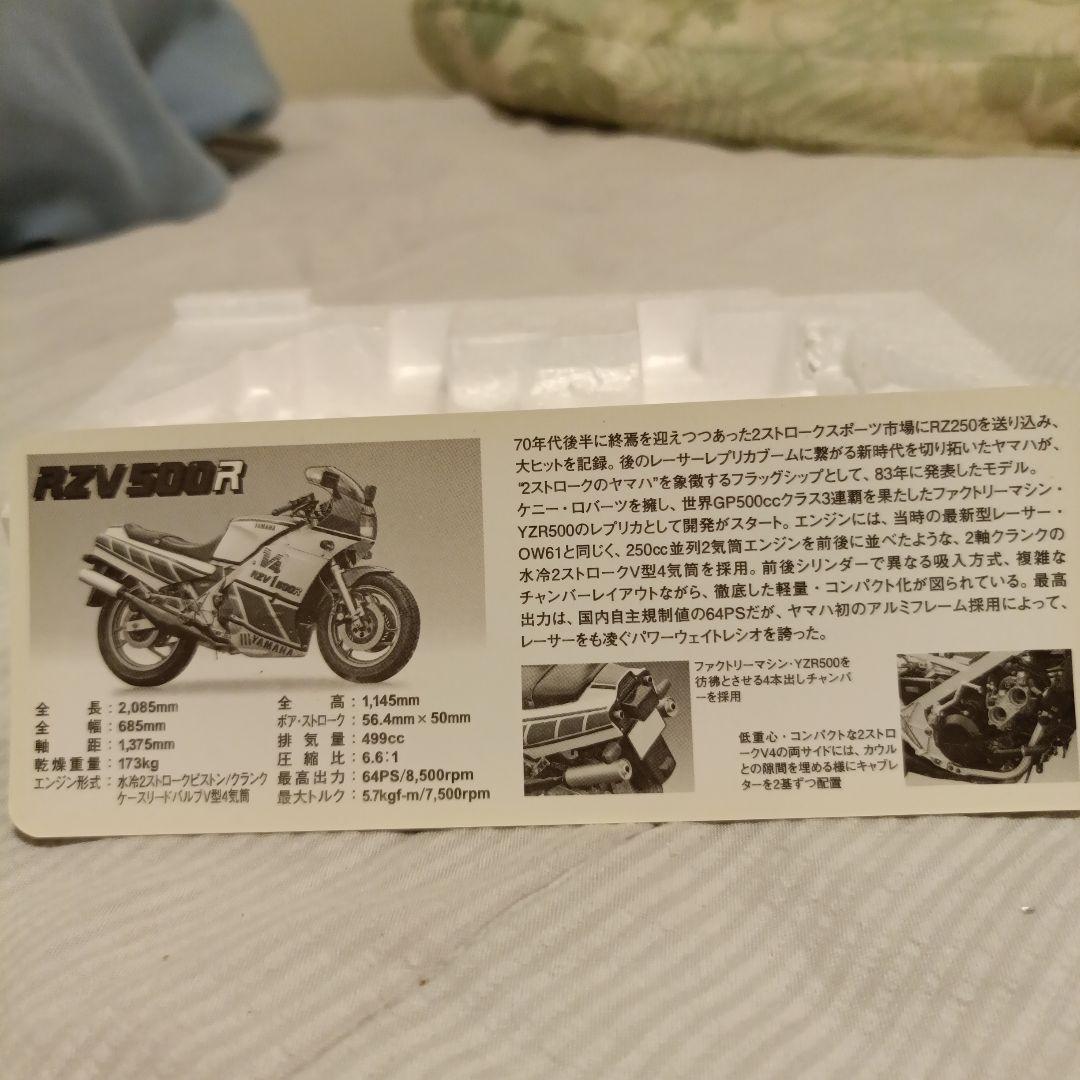 RZV500R
YAMAHA
RZV500R
YAMAHA
全長：2,085mm
全幅：685mm
軸距：1,375mm
乾燥重量：173kg
エンジン形式：水冷2ストロークピストン/クランク
ケースリードバルブV型4気筒
全高：1,145mm
ボア・ストローク：56.4mm×50mm
排気量：499cc
圧縮比：6.6：1
最高出力：64PS/8,500rpm
最大トルク：5.7kgf-m/7,500rpm
70年代後半に終焉を迎えつつあった2ストロークスポーツ市場にRZ250を送り込み、
大ヒットを記録。後のレーサーレプリカブームに繋がる新時代を切り拓いたヤマハが、
“2ストロークのヤマハ”を象徴するフラッグシップとして、83年に発表したモデル。
ケニー・ロバーツを擁し、世界GP500ccクラス3連覇を果たしたファクトリーマシン・
YZR500のレプリカとして開発がスタート。エンジンには、当時の最新型レーサー・
OW61と同じく、250cc並列2気筒エンジンを前後に並べたような、2軸クランクの
水冷2ストロークV型4気筒を採用。前後シリンダーで異なる吸入方式、複雑な
チャンバーレイアウトながら、徹底した軽量・コンパクト化が図られている。最高
出力は、国内自主規制値の64PSだが、ヤマハ初のアルミフレーム採用によって、
レーサーをも凌ぐパワーウェイトレシオを誇った。
ファクトリーマシン・YZR500を
彷彿とさせる4本出しチャンバ
ーを採用
低重心・コンパクトな2ストロ
ークV4の両サイドには、カウル
との隙間を埋める様にキャブレ
ターを2基ずつ配置